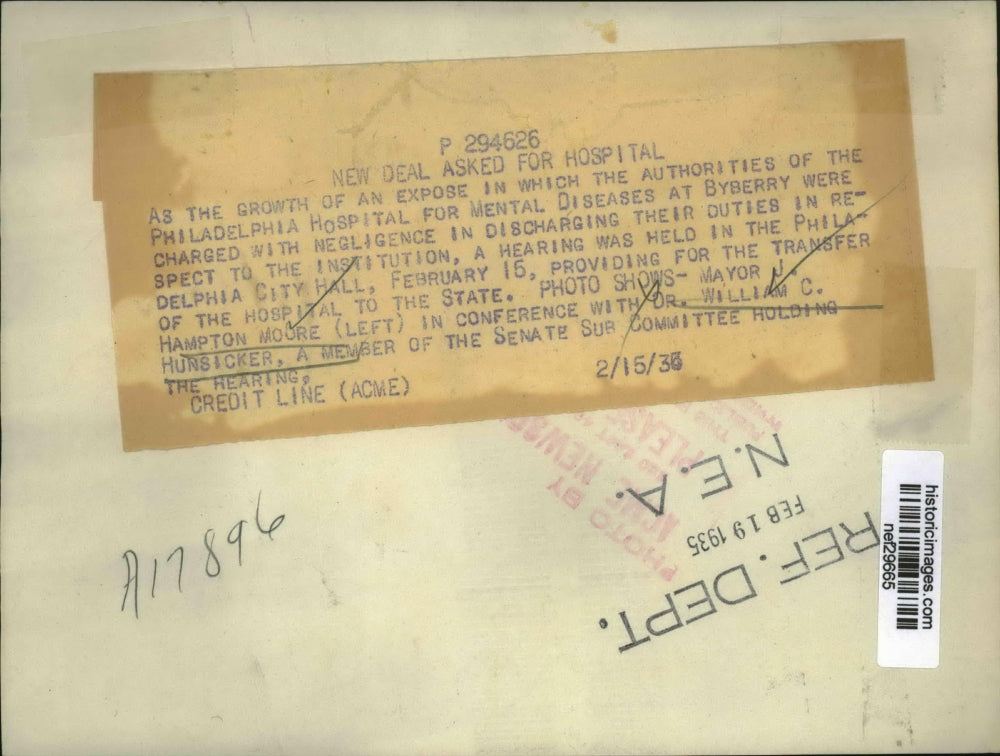 P 294626
NEW DEAL ASKED FOR HOSPITAL
AS THE GROWTH OF AN EXPOSE IN WHICH THE AUTHORITIES OF THE
PHILADELPHIA HOSPITAL FOR MENTAL DISEASES AT BYBERRY WERE
CHARGED WITH NEGLIGENCE IN DISCHARGING THEIR DUTIES IN RE-
SPECT TO THE INSTITUTION, A HEARING WAS HELD IN THE PHILA-
DELPHIA CITY HALL, FEBRUARY 15, PROVIDING FOR THE TRANSFER
OF THE HOSPITAL TO THE STATE. PHOTO SHOWS- MAYOR J.
HAMPTON MOORE (LEFT) IN CONFERENCE WITH DR. WILLIAM C.
HUNSICKER, A MEMBER OF THE SENATE SUB COMMITTEE HOLDING
THE HEARING.
CREDIT LINE (ACME) 2/15/35
PHOTO BY
ACME
PLEASE
N.E.A.
FEB 19 1935
REF. DEPT.
A17896
historicimages.com
nef29665